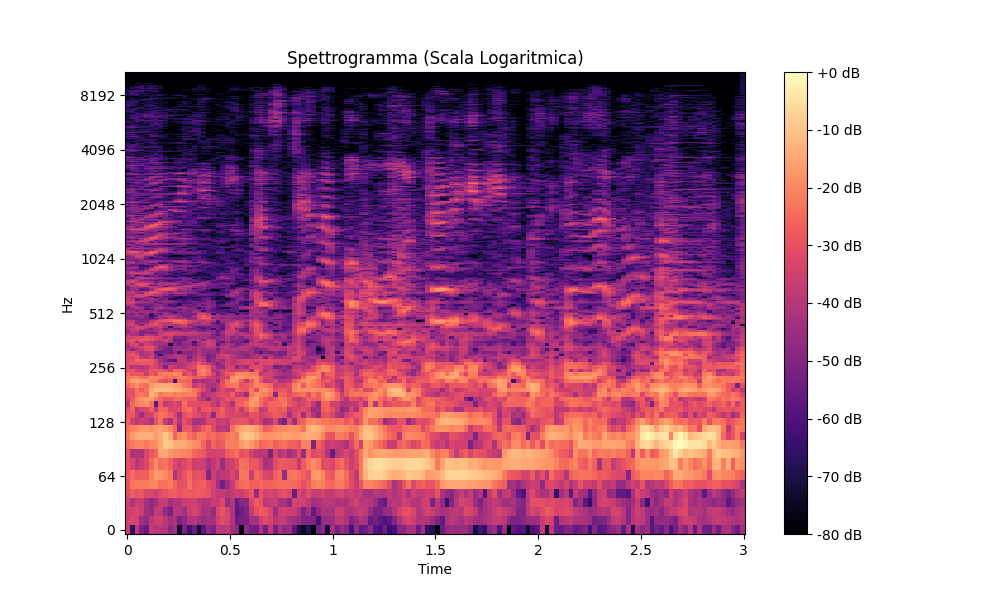 Spettrogramma (Scala Logaritmica)
Hz
8192
4096
2048
1024
512
256
128
64
0
0
0.5
1
1.5
2
2.5
3
Time
+0 dB
-10 dB
-20 dB
-30 dB
-40 dB
-50 dB
-60 dB
-70 dB
-80 dB